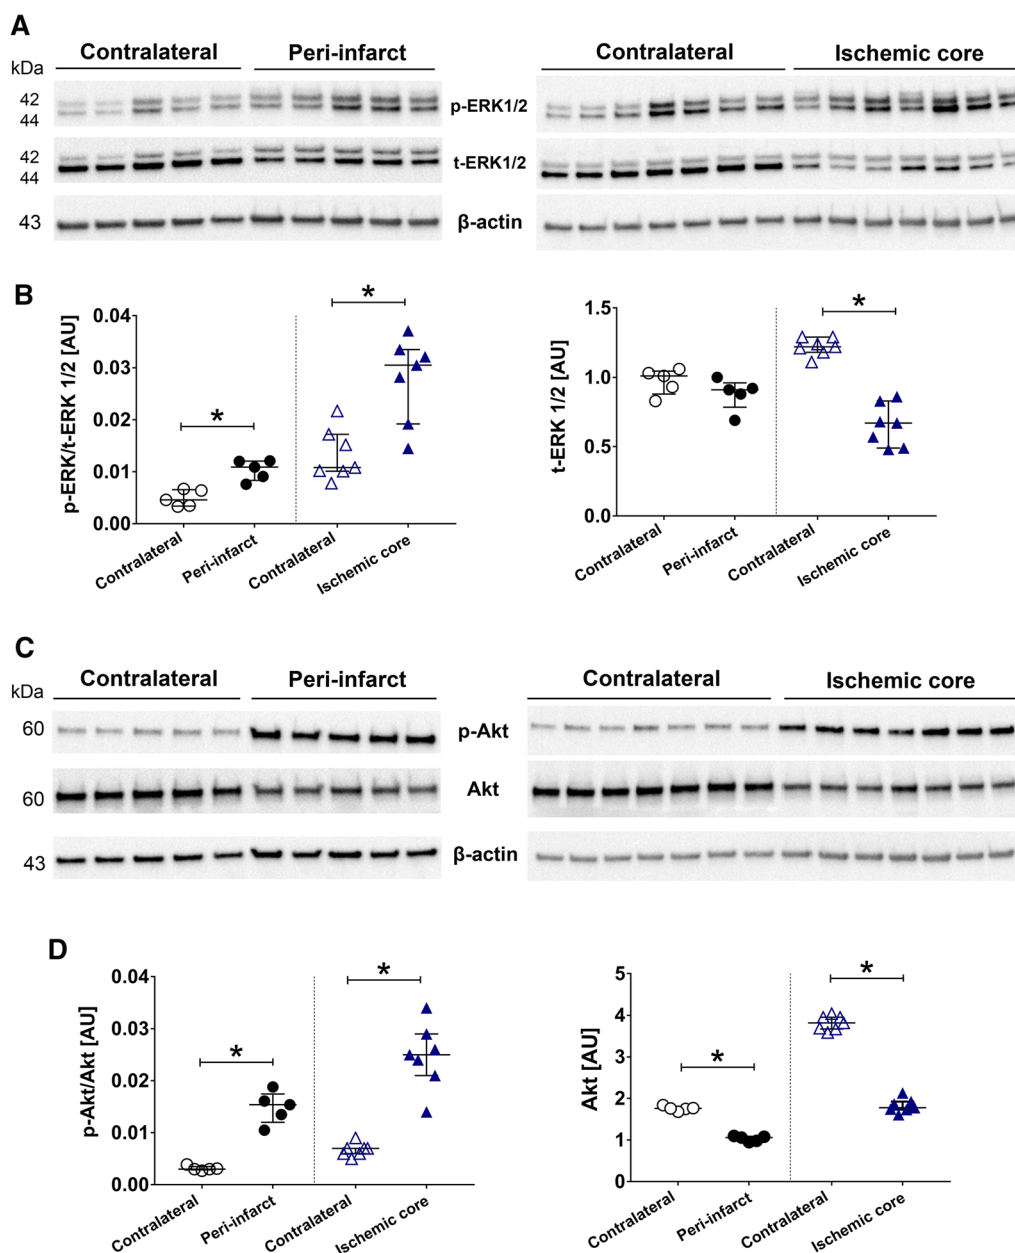 A
Contralateral Peri-infarct Contralateral Ischemic core
kDa
42 p-ERK1/2
44
42 t-ERK1/2
44
43 β-actin
B
* * *
p-ERK/t-ERK 1/2 [AU]
0.04
0.03
0.02
0.01
0.00
Contralateral Peri-infarct Contralateral Ischemic core
t-ERK 1/2 [AU]
1.5
1.0
0.5
0.0
Contralateral Peri-infarct Contralateral Ischemic core
C
Contralateral Peri-infarct Contralateral Ischemic core
kDa
60 p-Akt
60 Akt
43 β-actin
D
* * * *
p-Akt/Akt [AU]
0.04
0.03
0.02
0.01
0.00
Contralateral Peri-infarct Contralateral Ischemic core
Akt [AU]
5
4
3
2
1
0
Contralateral Peri-infarct Contralateral Ischemic core